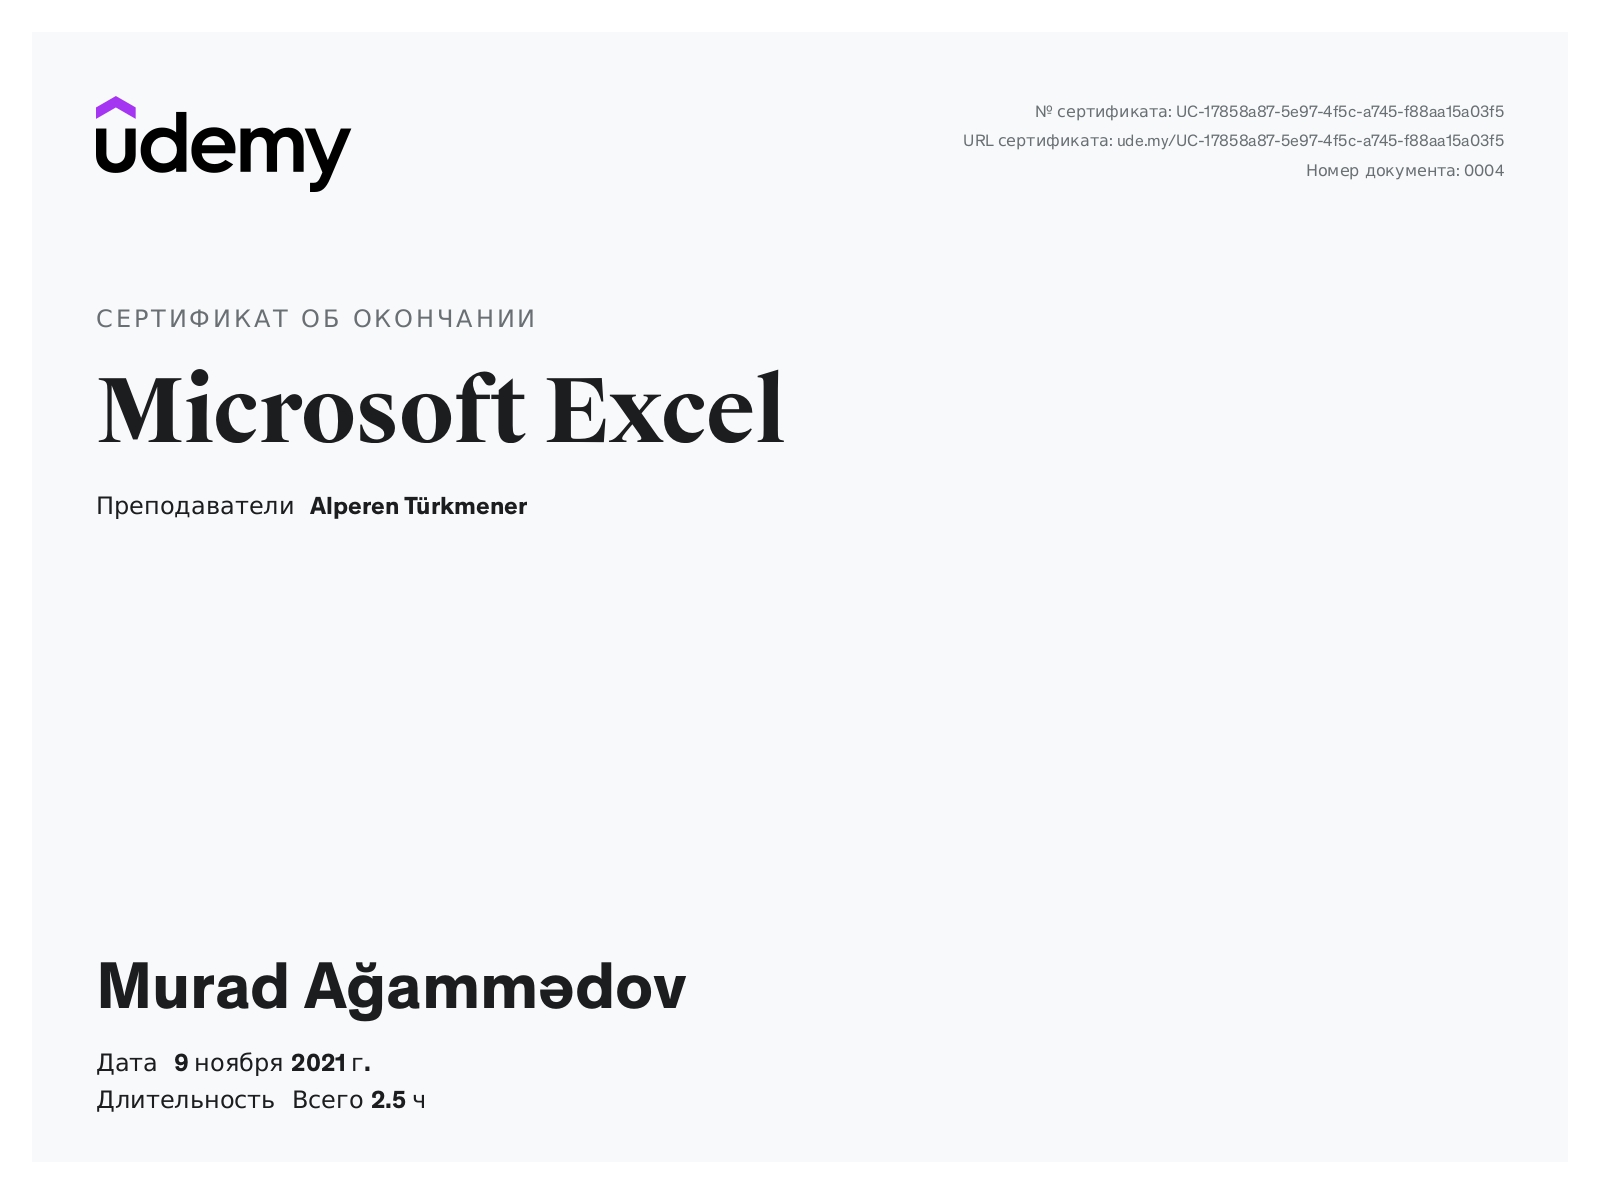 udemy
№ сертификата: UC-17858a87-5e97-4f5c-a745-f88aa15a03f5
URL сертификата: ude.my/UC-17858a87-5e97-4f5c-a745-f88aa15a03f5
Номер документа: 0004
СЕРТИФИКАТ ОБ ОКОНЧАНИИ
Microsoft Excel
Преподаватели Alperen Türkmener
Murad Ağammədov
Дата 9 ноября 2021 г.
Длительность Всего 2.5 ч